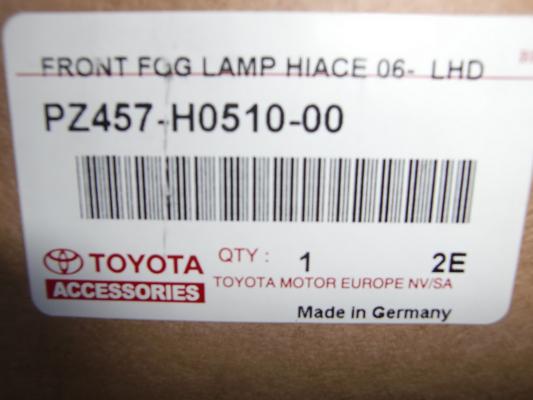 FRONT FOG LAMP HIACE 06- LHD
PZ457-H0510-00
TOYOTA
ACCESSORIES
QTY : 1 2E
TOYOTA MOTOR EUROPE NV/SA
Made in Germany